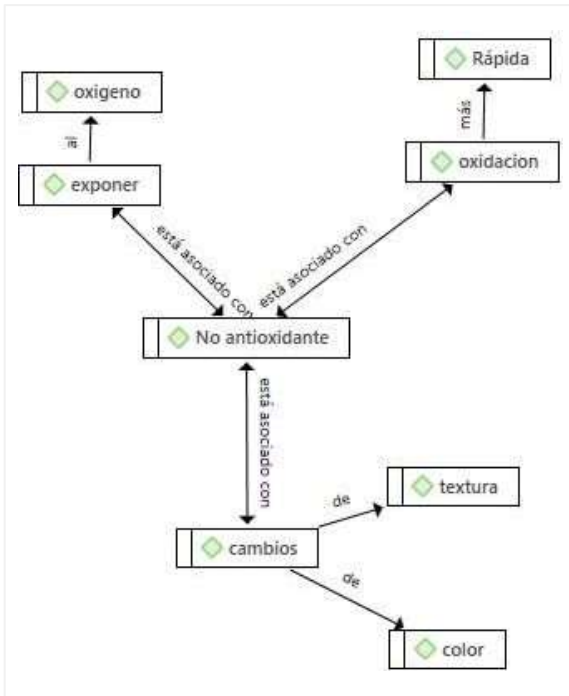 Rápida
oxigeno
más
al
oxidacion
exponer
está asociado con
está asociado con
No antioxidante
está asociado con
textura
de
cambios
de
color